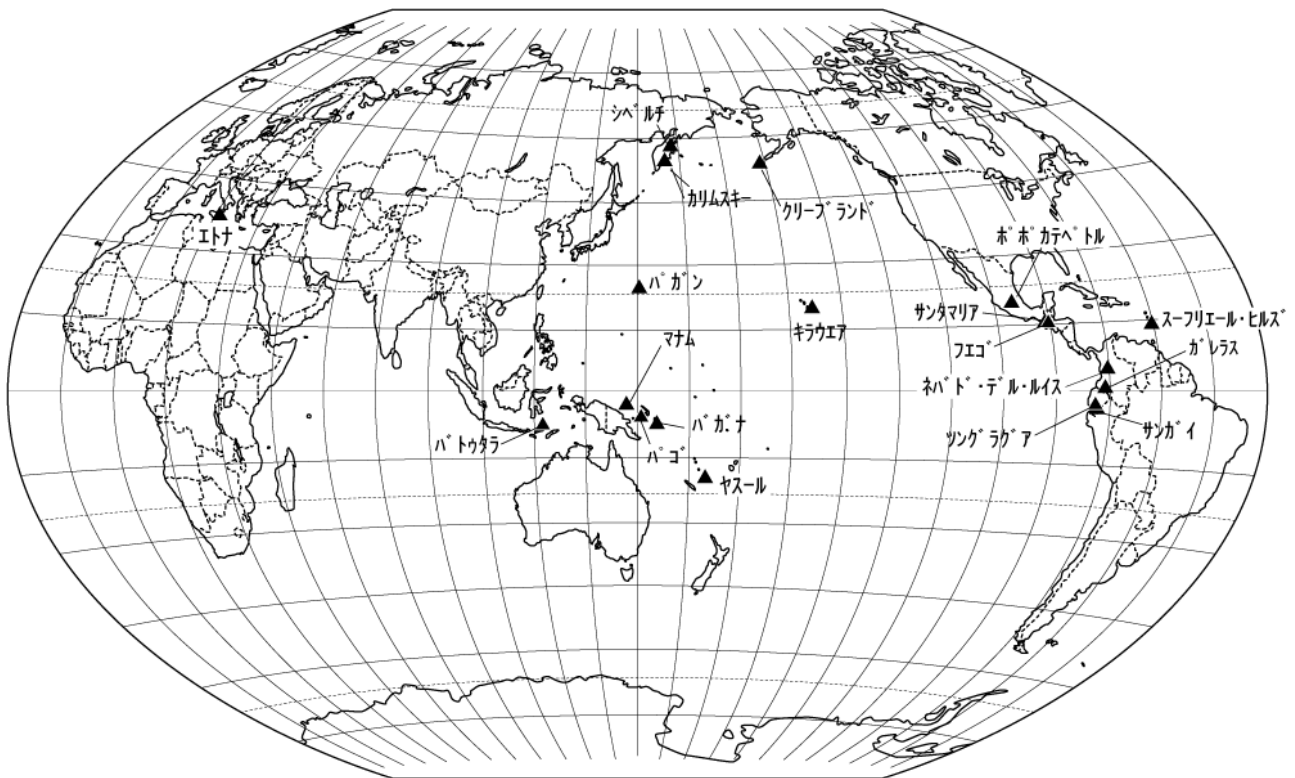 シベルチ
カリムスキー
クリーブランド
エトナ
ポポカテペトル
パガン
キラウエア
サンタマリア
スーフリエール・ヒルズ
フエゴ
ガレラス
マナム
ネバド・デル・ルイス
バトゥタラ
パゴ
バガナ
ツングラグア
サンガイ
ヤスール